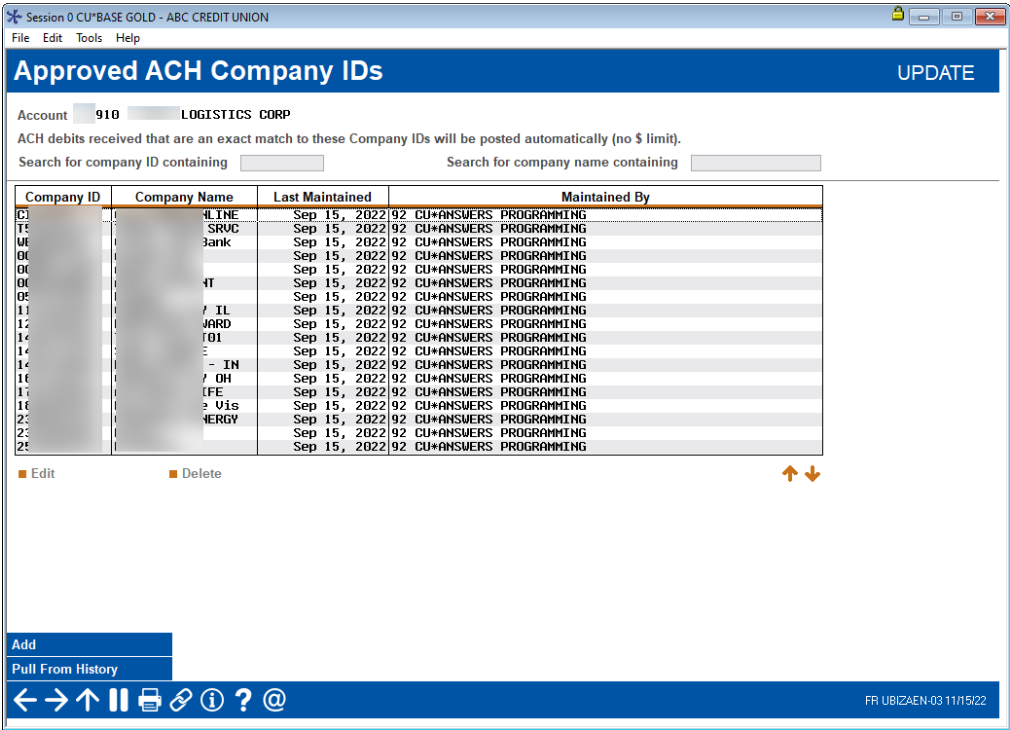 Session 0 CU*BASE GOLD - ABC CREDIT UNION
File Edit Tools Help
Approved ACH Company IDs UPDATE
Account 910 LOGISTICS CORP
ACH debits received that are an exact match to these Company IDs will be posted automatically (no $ limit).
Search for company ID containing Search for company name containing
Company ID Company Name Last Maintained Maintained By
Sep 15, 2022 92 CU*ANSWERS PROGRAMMING
SRVC Sep 15, 2022 92 CU*ANSWERS PROGRAMMING
Bank Sep 15, 2022 92 CU*ANSWERS PROGRAMMING
Sep 15, 2022 92 CU*ANSWERS PROGRAMMING
Sep 15, 2022 92 CU*ANSWERS PROGRAMMING
Sep 15, 2022 92 CU*ANSWERS PROGRAMMING
Sep 15, 2022 92 CU*ANSWERS PROGRAMMING
IL Sep 15, 2022 92 CU*ANSWERS PROGRAMMING
Sep 15, 2022 92 CU*ANSWERS PROGRAMMING
Sep 15, 2022 92 CU*ANSWERS PROGRAMMING
Sep 15, 2022 92 CU*ANSWERS PROGRAMMING
- IN Sep 15, 2022 92 CU*ANSWERS PROGRAMMING
OH Sep 15, 2022 92 CU*ANSWERS PROGRAMMING
Sep 15, 2022 92 CU*ANSWERS PROGRAMMING
Vis Sep 15, 2022 92 CU*ANSWERS PROGRAMMING
Sep 15, 2022 92 CU*ANSWERS PROGRAMMING
Sep 15, 2022 92 CU*ANSWERS PROGRAMMING
Sep 15, 2022 92 CU*ANSWERS PROGRAMMING
Edit Delete
Add
Pull From History
FR UBIZAEN-03 11/15/22